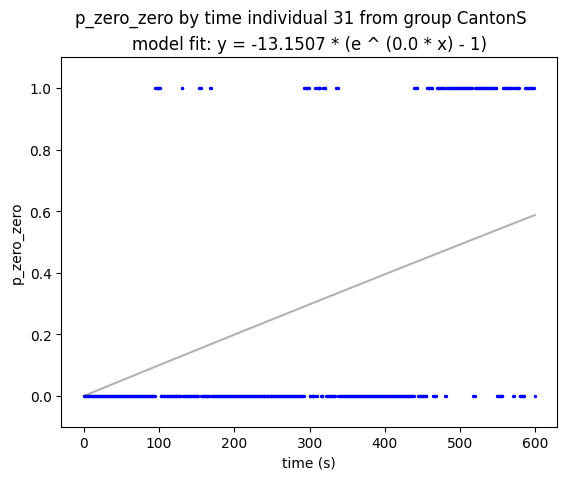 p_zero_zero by time individual 31 from group CantonS
model fit: y = -13.1507 * (e ^ (0.0 * x) - 1)
1.0
0.8
0.6
0.4
0.2
0.0
p_zero_zero
0 100 200 300 400 500 600
time (s)